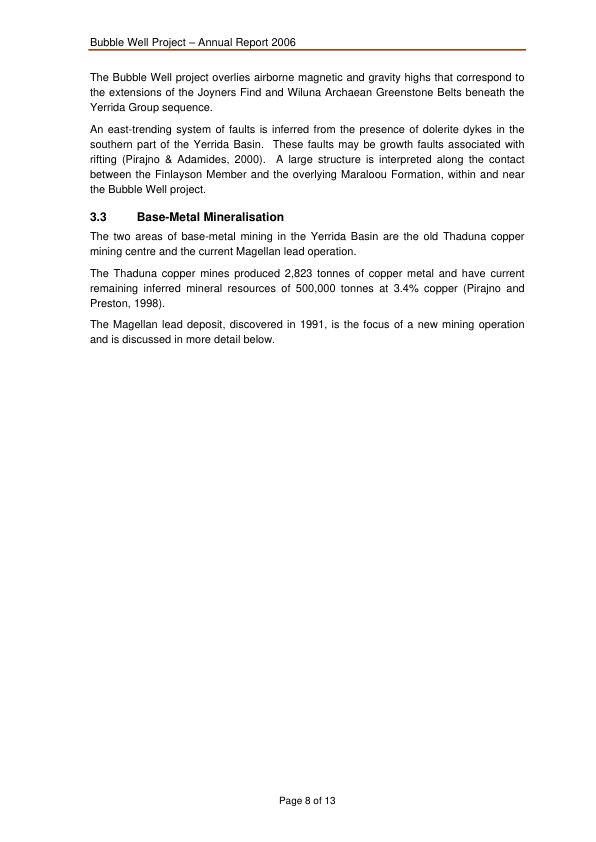 Bubble Well Project – Annual Report 2006
The Bubble Well project overlies airborne magnetic and gravity highs that correspond to
the extensions of the Joyners Find and Wiluna Archaean Greenstone Belts beneath the
Yerrida Group sequence.
An east-trending system of faults is inferred from the presence of dolerite dykes in the
southern part of the Yerrida Basin.  These faults may be growth faults associated with
rifting (Pirajno & Adamides, 2000).  A large structure is interpreted along the contact
between the Finlayson Member and the overlying Maraloou Formation, within and near
the Bubble Well project.
3.3 Base-Metal Mineralisation
The two areas of base-metal mining in the Yerrida Basin are the old Thaduna copper
mining centre and the current Magellan lead operation.
The Thaduna copper mines produced 2,823 tonnes of copper metal and have current
remaining inferred mineral resources of 500,000 tonnes at 3.4% copper (Pirajno and
Preston, 1998).
The Magellan lead deposit, discovered in 1991, is the focus of a new mining operation
and is discussed in more detail below.
Page 8 of 13